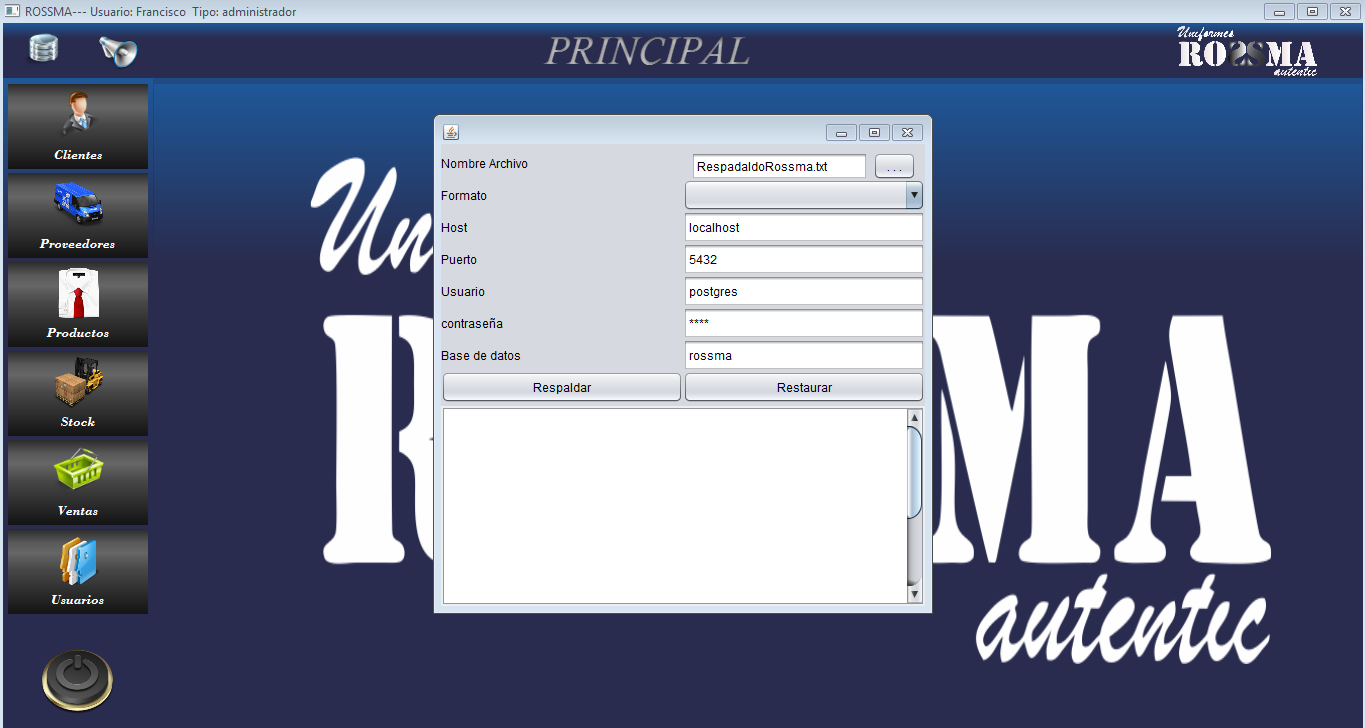 ROSSMA--- Usuario: Francisco Tipo: administrador
PRINCIPAL
Uniformes
ROSSMA
autentic
Clientes
Proveedores
Productos
Stock
Ventas
Usuarios
Nombre Archivo RespadaldoRossma.txt ...
Formato
Host localhost
Puerto 5432
Usuario postgres
contraseña ****
Base de datos rossma
Respaldar Restaurar
Un
R MA
autentic